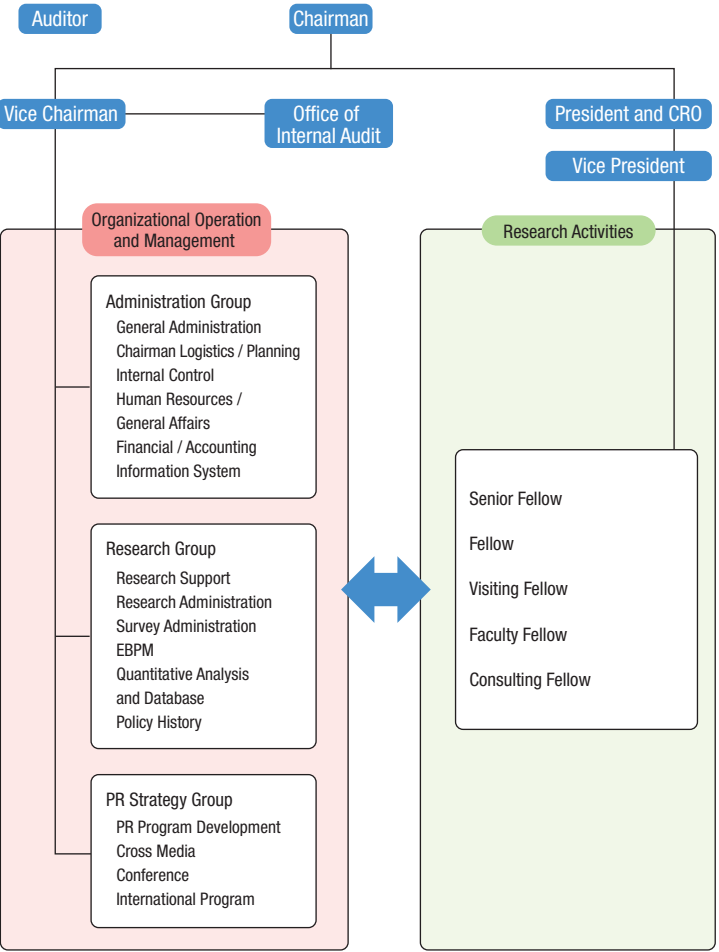 Auditor
Chairman
Vice Chairman
Office of
Internal Audit
President and CRO
Vice President
Organizational Operation
and Management
Administration Group
General Administration
Chairman Logistics / Planning
Internal Control
Human Resources /
General Affairs
Financial / Accounting
Information System
Research Group
Research Support
Research Administration
Survey Administration
EBPM
Quantitative Analysis
and Database
Policy History
PR Strategy Group
PR Program Development
Cross Media
Conference
International Program
Research Activities
Senior Fellow
Fellow
Visiting Fellow
Faculty Fellow
Consulting Fellow